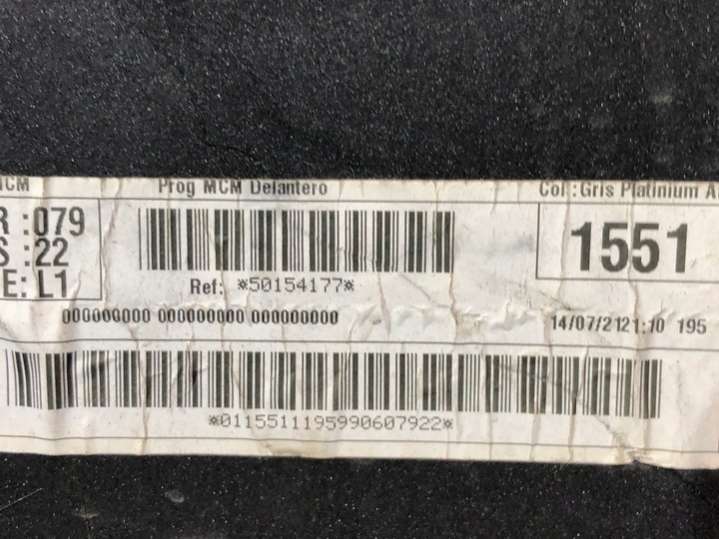 MCM Prog MCM Delantero Col :Gris Platinium A
R :079
S :22
E: L1
1551
Ref: *50154177*
000000000 000000000 000000000
14/07/2121:10 195
*0115511195990607922*